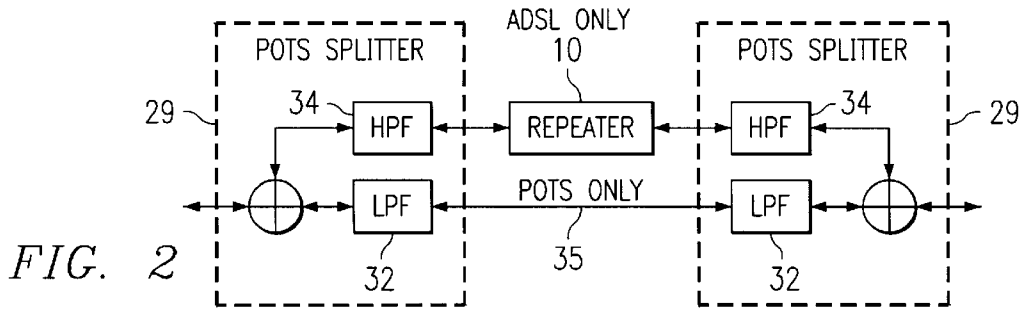 ADSL ONLY
POTS SPLITTER 10 POTS SPLITTER
29 34 34 29
HPF REPEATER HPF
POTS ONLY
LPF LPF
32 35 32
FIG. 2